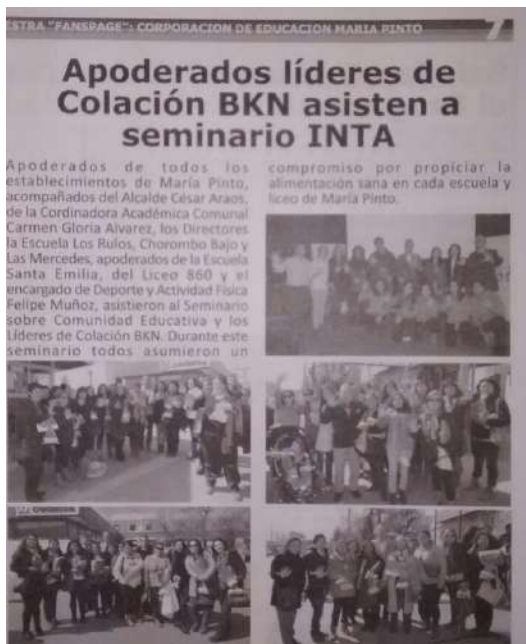 ESTRA "FANSPAGE": CORPORACION DE EDUCACION MARIA PINTO
7
Apoderados líderes de
Colación BKN asisten a
seminario INTA
Apoderados de todos los
establecimientos de María Pinto,
acompañados del Alcalde César Araos,
de la Cordinadora Académica Comunal
Carmen Gloria Alvarez, los Directores
la Escuela Los Rulos, Chorombo Bajo y
Las Mercedes, apoderados de la Escuela
Santa Emilia, del Liceo 860 y el
encargado de Deporte y Actividad Física
Felipe Muñoz, asistieron al Seminario
sobre Comunidad Educativa y los
Líderes de Colación BKN. Durante este
seminario todos asumieron un
compromiso por propiciar la
alimentación sana en cada escuela y
liceo de María Pinto.